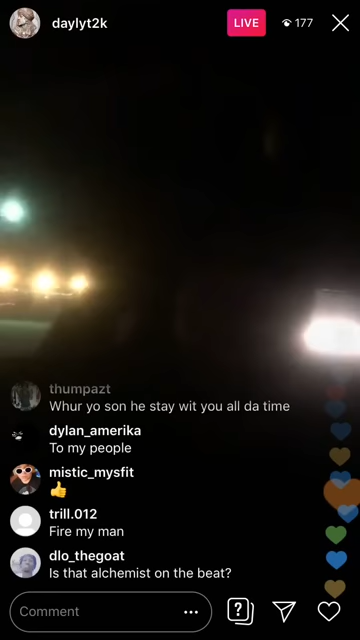 daylyt2k
LIVE
177
thumpazt
Whur yo son he stay wit you all da time
dylan_amerika
To my people
mistic_mysfit
👍
trill.012
Fire my man
dlo_thegoat
Is that alchemist on the beat?
Comment